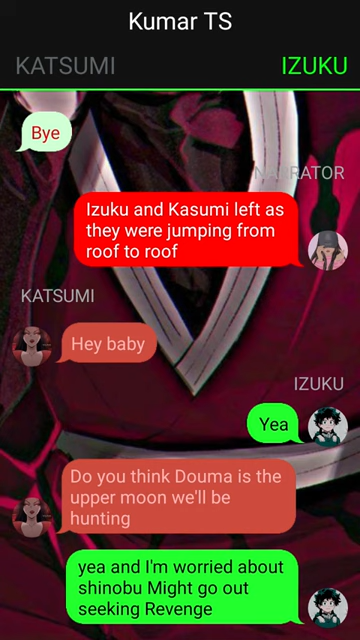 Kumar TS
KATSUMI
IZUKU
Bye
NARRATOR
Izuku and Kasumi left as
they were jumping from
roof to roof
KATSUMI
Hey baby
IZUKU
Yea
Do you think Douma is the
upper moon we'll be
hunting
yea and I'm worried about
shinobu Might go out
seeking Revenge